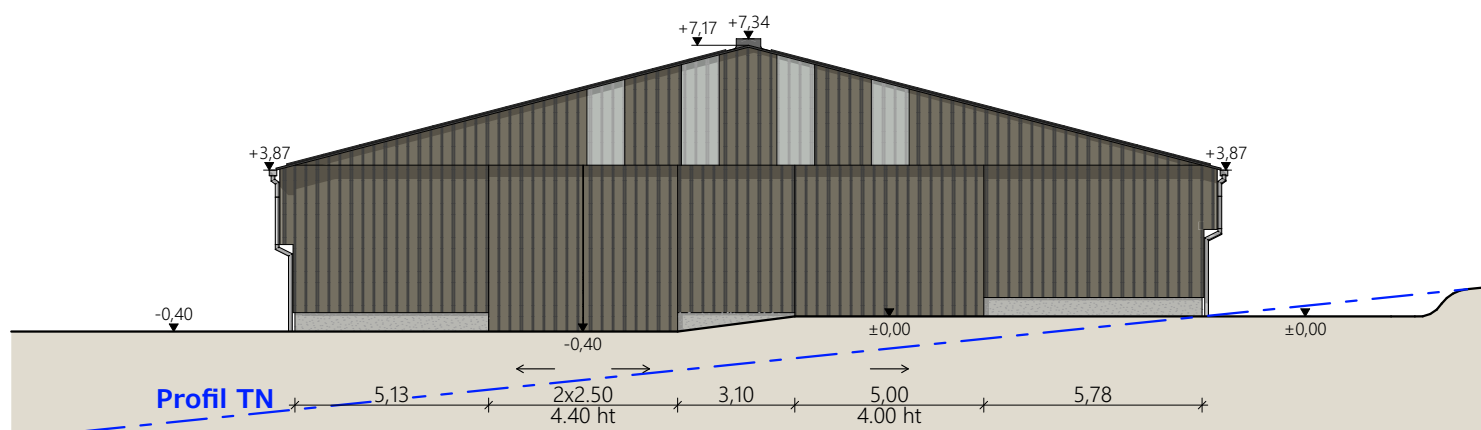 +7,17 +7,34
+3,87 +3,87
-0,40
-0,40 ±0,00 ±0,00
Profil TN
5,13 2x2.50 3,10 5,00 5,78
4.40 ht 4.00 ht